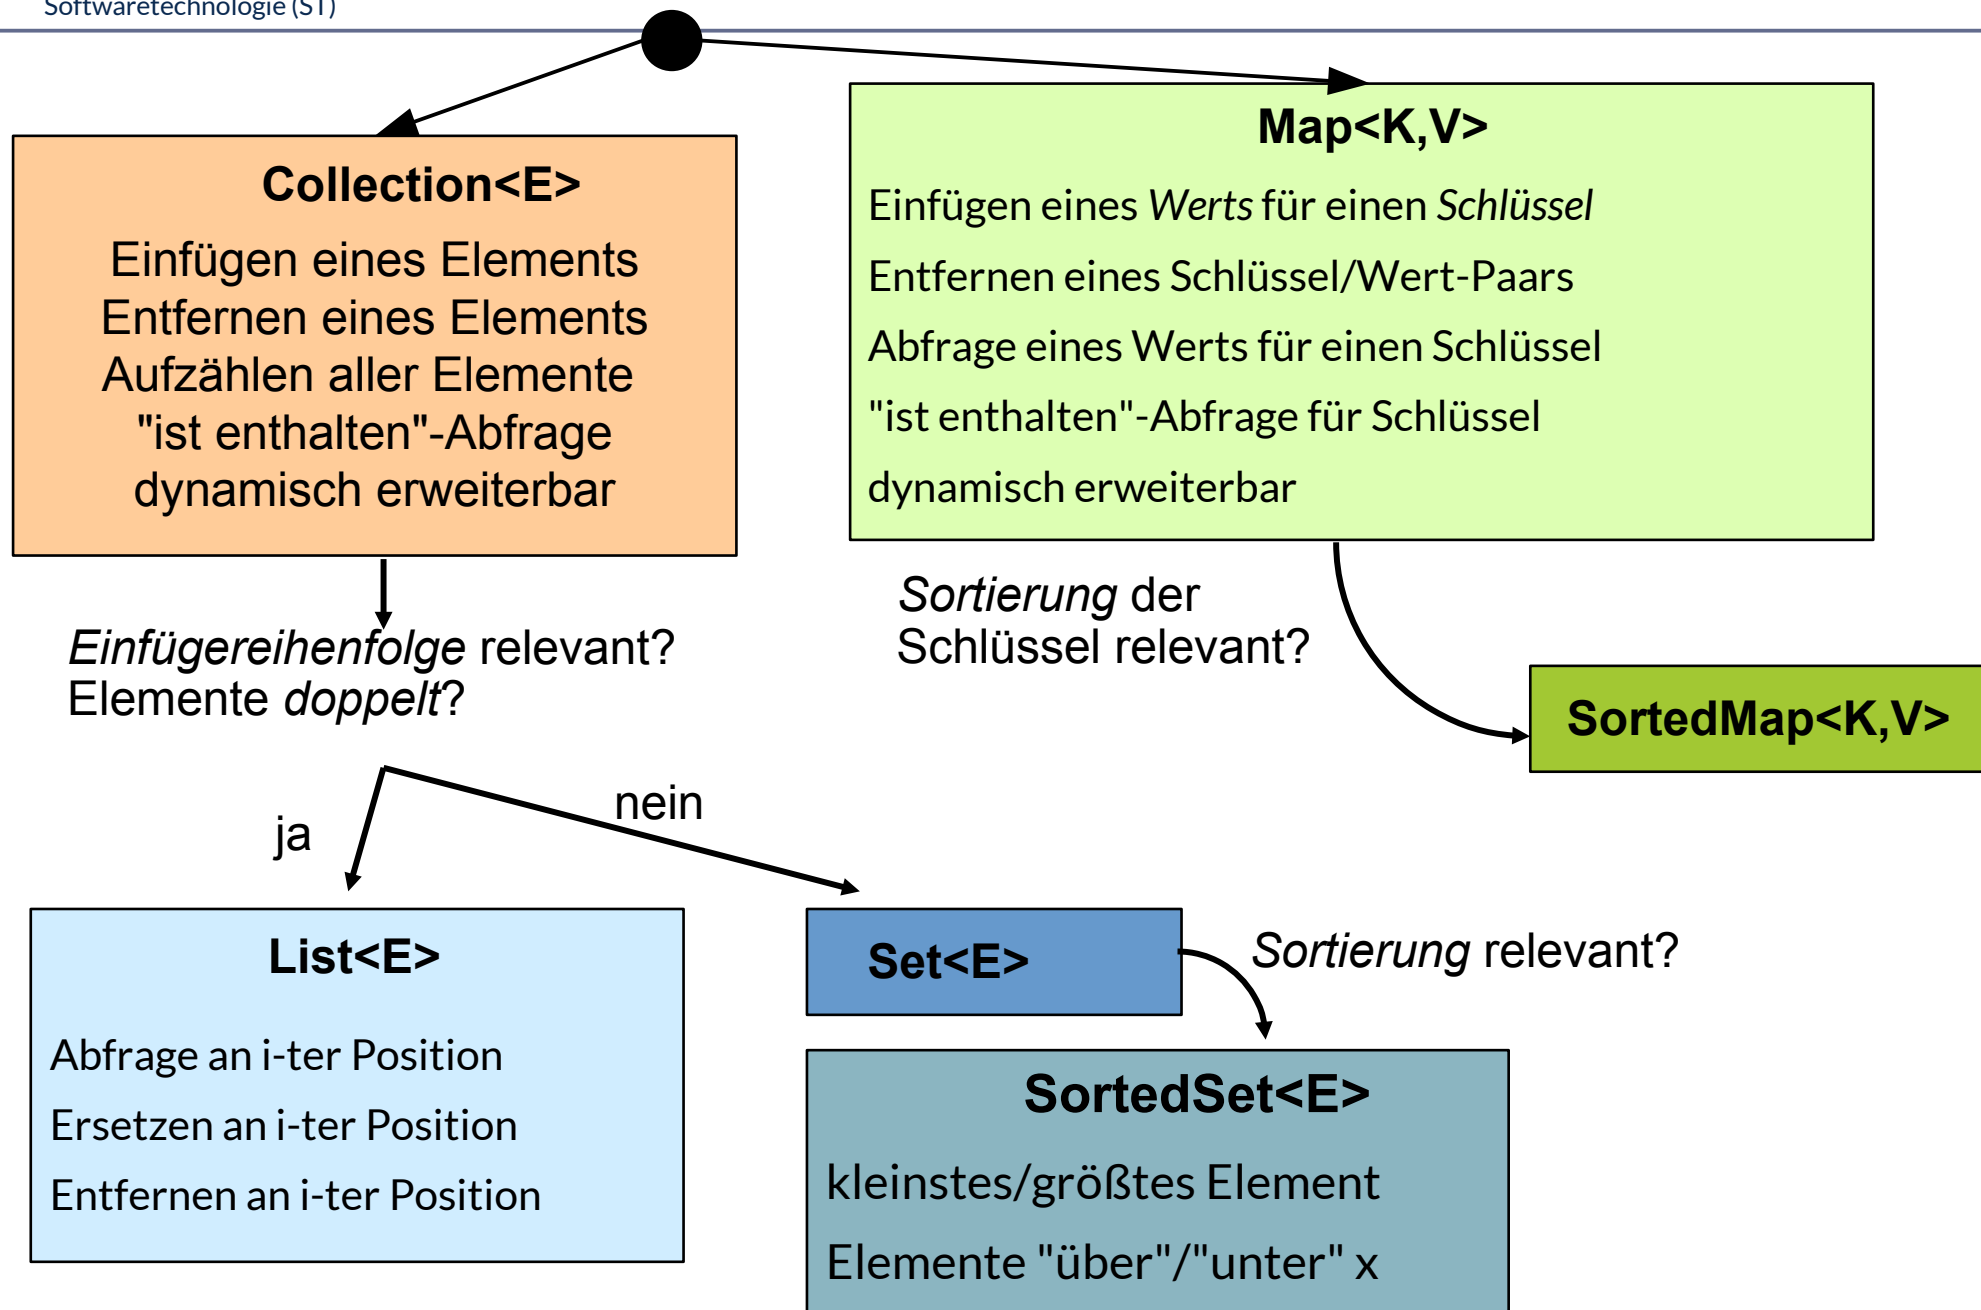 Softwaretechnologie (ST)
Collection<E>
Einfügen eines Elements
Entfernen eines Elements
Aufzählen aller Elemente
"ist enthalten"-Abfrage
dynamisch erweiterbar
Map<K,V>
Einfügen eines Werts für einen Schlüssel
Entfernen eines Schlüssel/Wert-Paars
Abfrage eines Werts für einen Schlüssel
"ist enthalten"-Abfrage für Schlüssel
dynamisch erweiterbar
Einfügereihenfolge relevant?
Elemente doppelt?
Sortierung der
Schlüssel relevant?
SortedMap<K,V>
ja
nein
List<E>
Abfrage an i-ter Position
Ersetzen an i-ter Position
Entfernen an i-ter Position
Set<E>
Sortierung relevant?
SortedSet<E>
kleinstes/größtes Element
Elemente "über"/"unter" x